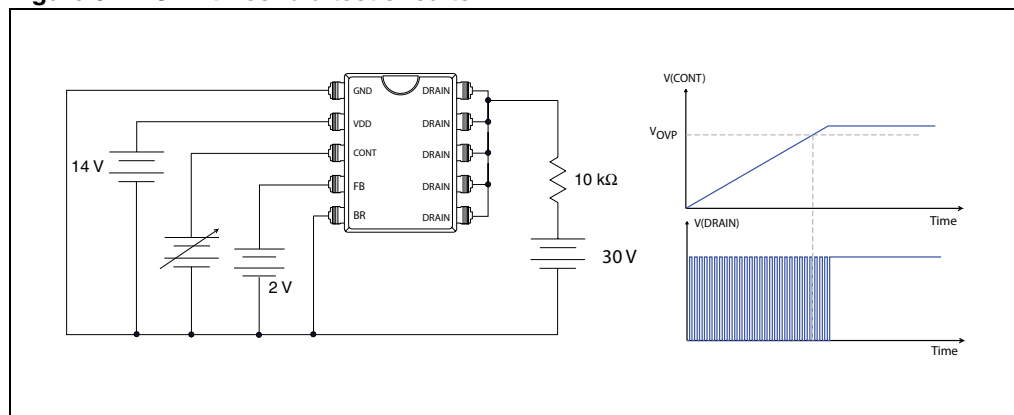 GND DRAIN
VDD DRAIN
CONT DRAIN
FB DRAIN
BR DRAIN
14 V
2 V
10 kΩ
30 V
V(CONT)
VOVP
Time
V(DRAIN)
Time